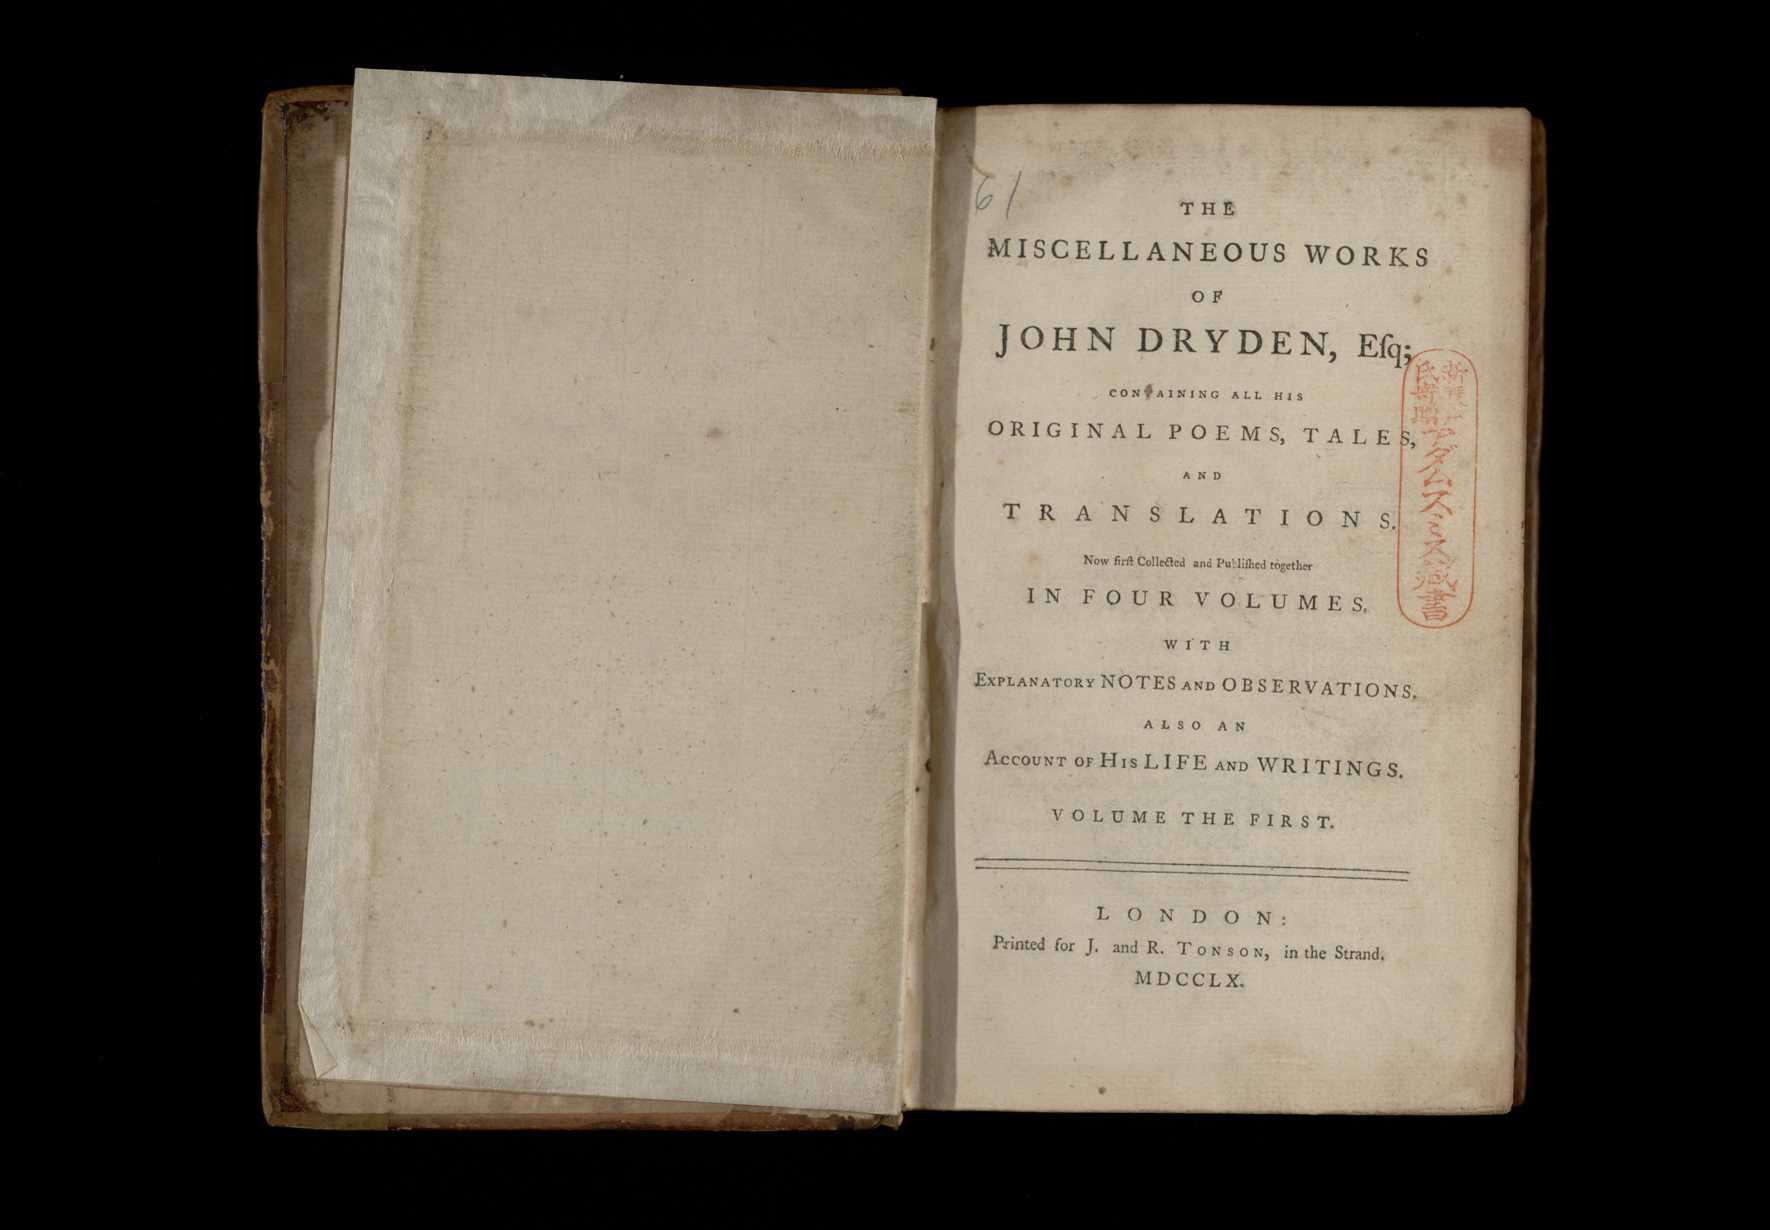 61
THE
MISCELLANEOUS WORKS
OF
JOHN DRYDEN, Eſq;
CONTAINING ALL HIS
ORIGINAL POEMS, TALES,
AND
TRANSLATIONS.
Now firſt Collected and Publiſhed together
IN FOUR VOLUMES.
WITH
EXPLANATORY NOTES AND OBSERVATIONS.
ALSO AN
ACCOUNT OF HIS LIFE AND WRITINGS.
VOLUME THE FIRST.
LONDON:
Printed for J. and R. TONSON, in the Strand.
MDCCLX.